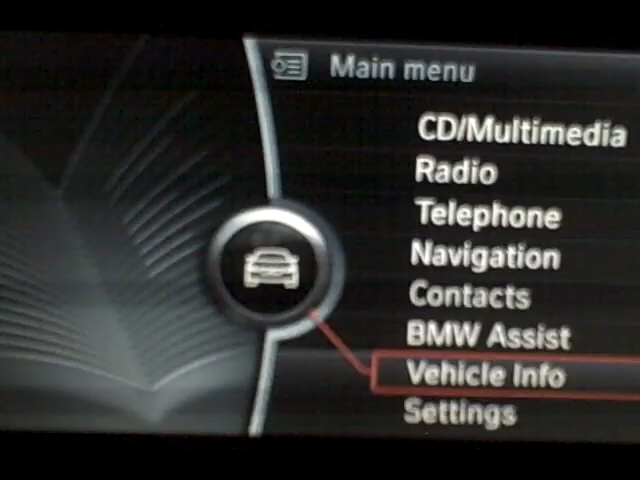 Main menu
CD/Multimedia
Radio
Telephone
Navigation
Contacts
BMW Assist
Vehicle Info
Settings